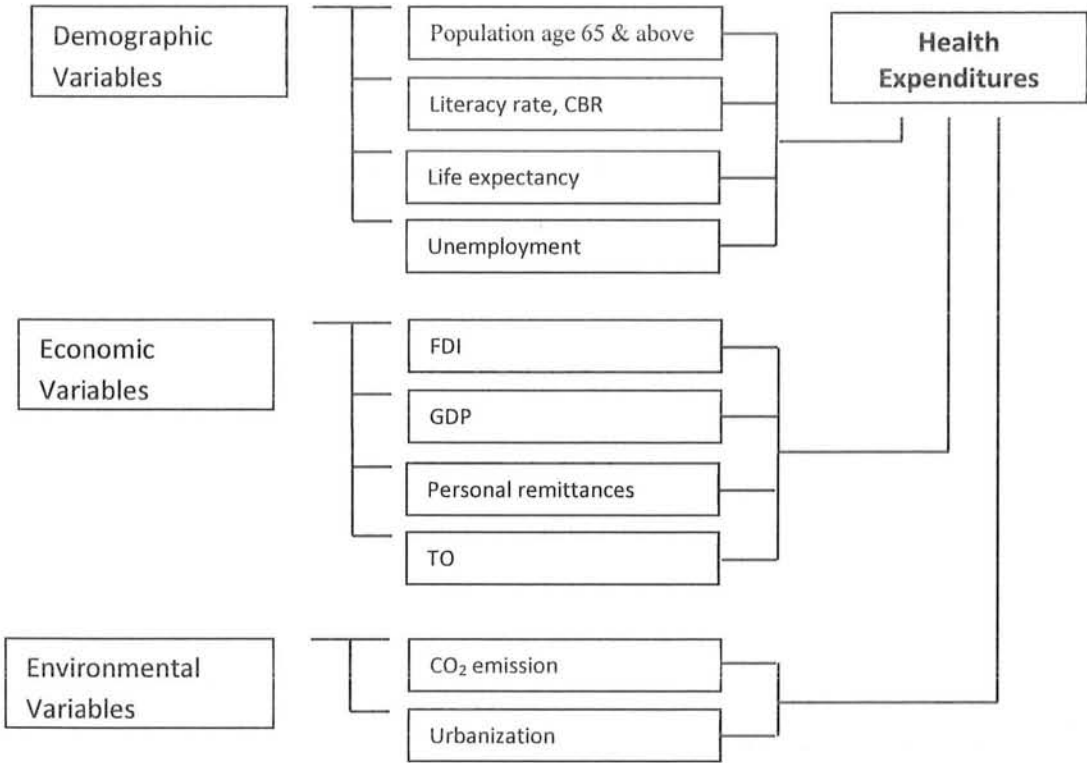 Demographic
Variables
Population age 65 & above
Literacy rate, CBR
Life expectancy
Unemployment
Health
Expenditures
Economic
Variables
FDI
GDP
Personal remittances
TO
Environmental
Variables
CO₂ emission
Urbanization